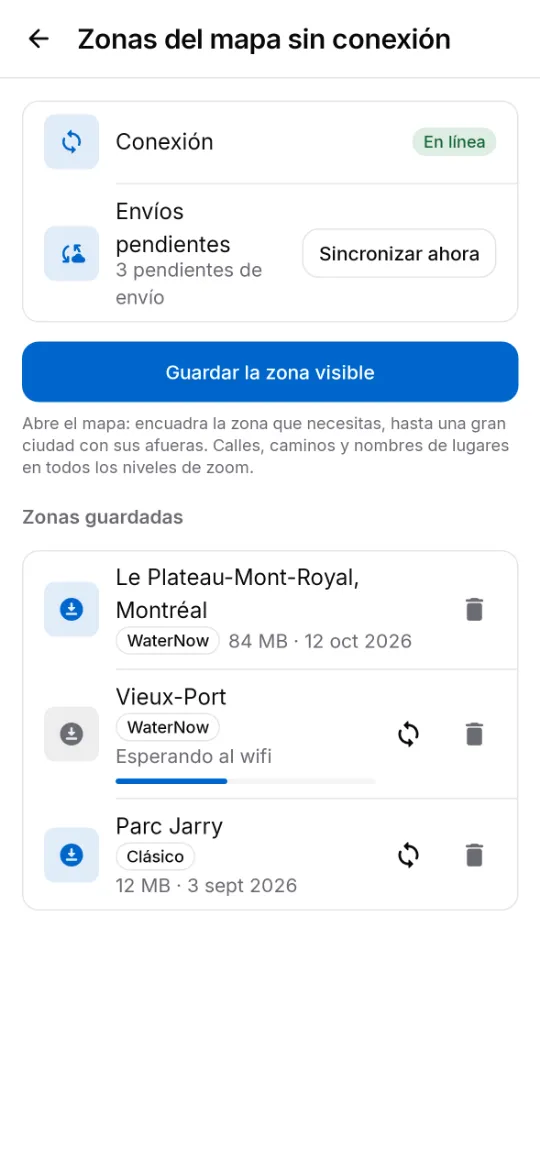 Zonas del mapa sin conexión
Conexión
En línea
Envíos
pendientes
3 pendientes de
envío
Sincronizar ahora
Guardar la zona visible
Abre el mapa: encuadra la zona que necesitas, hasta una gran
ciudad con sus afueras. Calles, caminos y nombres de lugares
en todos los niveles de zoom.
Zonas guardadas
Le Plateau-Mont-Royal,
Montréal
WaterNow 84 MB · 12 oct 2026
Vieux-Port
WaterNow
Esperando al wifi
Parc Jarry
Clásico
12 MB · 3 sept 2026